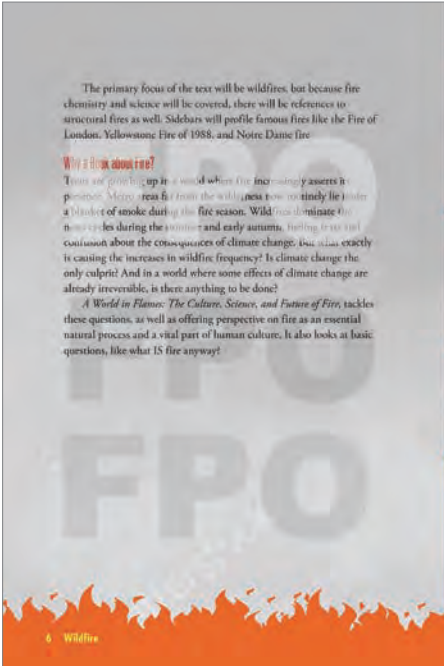 The primary focus of the text will be wildfires, but because fire
chemistry and science will be covered, there will be references to
structural fires as well. Sidebars will profile famous fires like the Fire of
London, Yellowstone Fire of 1988, and Notre Dame fire
Why a Book about Fire?
Teens are growing up in a world where fire increasingly asserts it
presence. Many areas far from the wilderness now routinely lie under
a blanket of smoke during the fire season. Wildfires dominate the
news cycles during the summer and early autumn, fueling fears and
confusion about the consequences of climate change. But what exactly
is causing the increases in wildfire frequency? Is climate change the
only culprit? And in a world where some effects of climate change are
already irreversible, is there anything to be done?
A World in Flames: The Culture, Science, and Future of Fire, tackles
these questions, as well as offering perspective on fire as an essential
natural process and a vital part of human culture. It also looks at basic
questions, like what IS fire anyway?
FPO
FPO
FPO
6 Wildfire